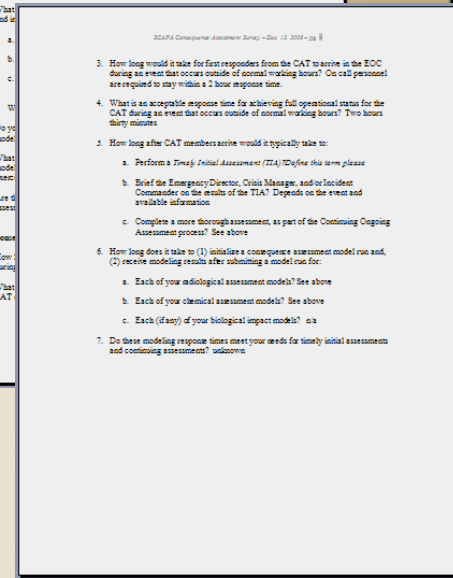 SCAPA Consequence Assessment Survey – Dec. 13, 2006 –
3. How long would it take for first responders from the CAT to arrive in the EOC
during an event that occurs outside of normal working hours? On call personnel
are required to stay within a 2 hour response time.
4. What is an acceptable response time for achieving full operational status for the
CAT during an event that occurs outside of normal working hours? Two hours
thirty minutes
5. How long after CAT members arrive would it typically take to:
a. Perform a Timely Initial Assessment (TIA)?Define this term please
b. Brief the Emergency Director, Crisis Manager, and/or Incident
Commander on the results of the TIA? Depends on the event and
available information
c. Complete a more thorough assessment, as part of the Continuing Ongoing
Assessment process? See above
6. How long does it take to (1) initialize a consequence assessment model run and,
(2) receive modeling results after submitting a model run for:
a. Each of your radiological assessment models? See above
b. Each of your chemical assessment models? See above
c. Each (if any) of your biological impact models? n/a
7. Do these modeling response times meet your needs for timely initial assessments
and continuing assessments? unknown